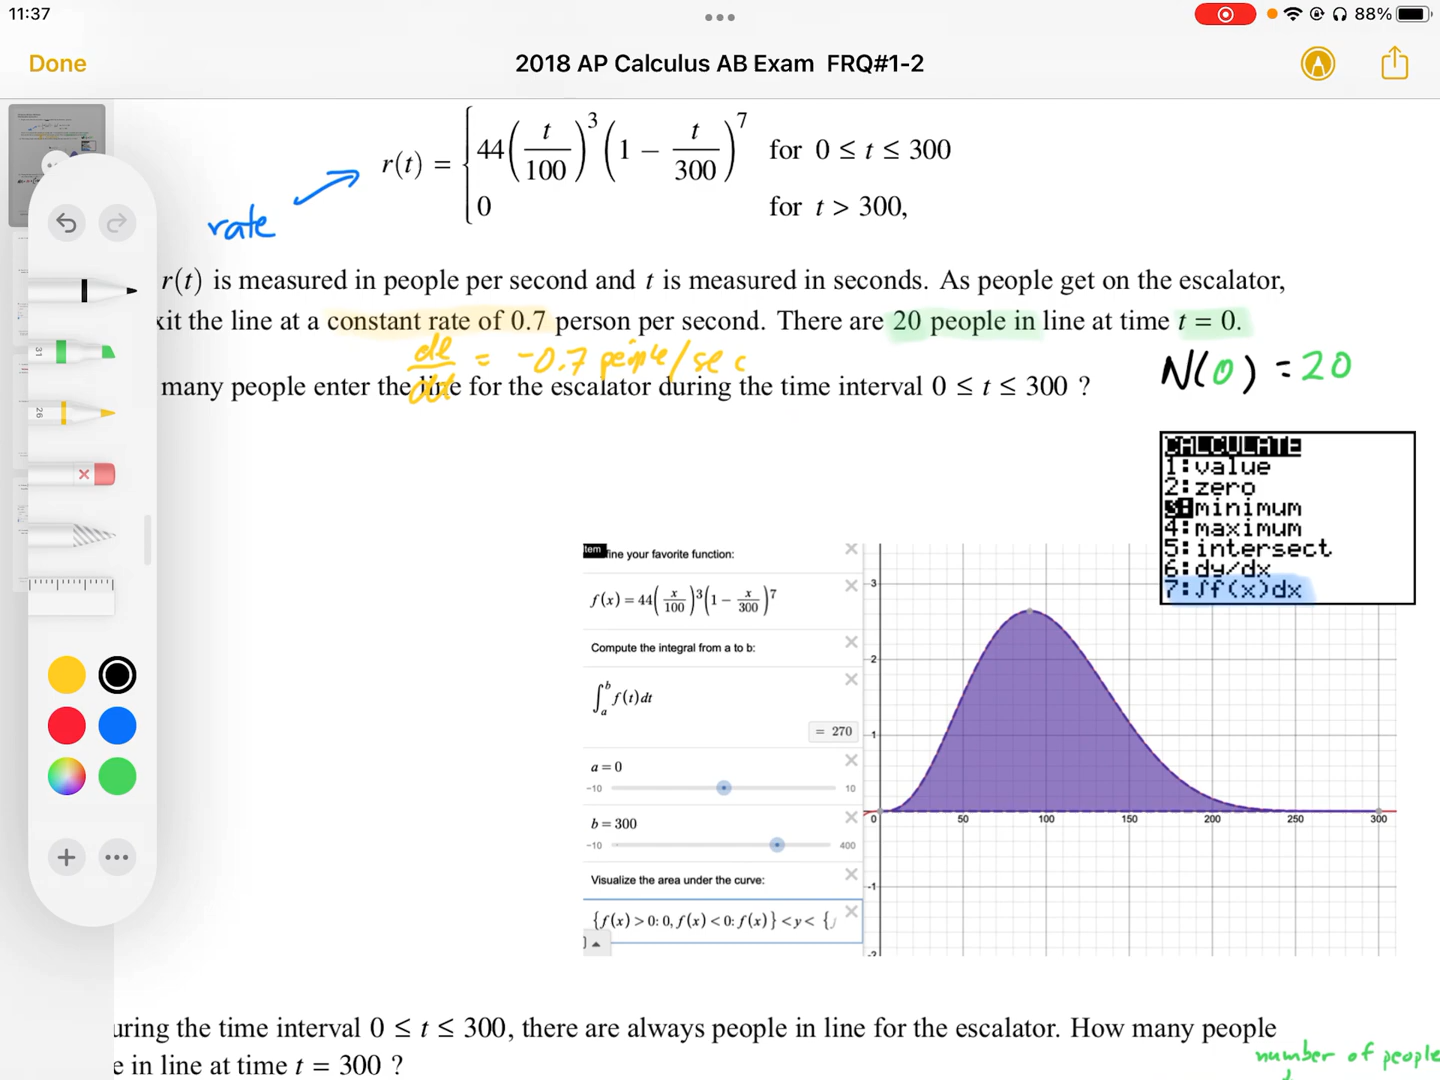 11:37
88%
Done
2018 AP Calculus AB Exam FRQ#1-2
r(t) = { 44(t/100)^3 (1 − t/300)^7 for 0 ≤ t ≤ 300
0 for t > 300,
rate
r(t) is measured in people per second and t is measured in seconds. As people get on the escalator,
xit the line at a constant rate of 0.7 person per second. There are 20 people in line at time t = 0.
dl/dt = -0.7 people/sec
N(0) = 20
many people enter the line for the escalator during the time interval 0 ≤ t ≤ 300 ?
31
26
CALCULATE
1:value
2:zero
3:minimum
4:maximum
5:intersect
6:dy/dx
7:∫f(x)dx
tem
ine your favorite function:
f(x) = 44(x/100)^3(1 − x/300)^7
Compute the integral from a to b:
∫_a^b f(t)dt
= 270
a = 0
-10 10
b = 300
-10 400
Visualize the area under the curve:
{f(x) > 0: 0, f(x) < 0: f(x)} < y < {
3
2
1
0 50 100 150 200 250 300
-1
-2
uring the time interval 0 ≤ t ≤ 300, there are always people in line for the escalator. How many people
e in line at time t = 300 ?
number of people